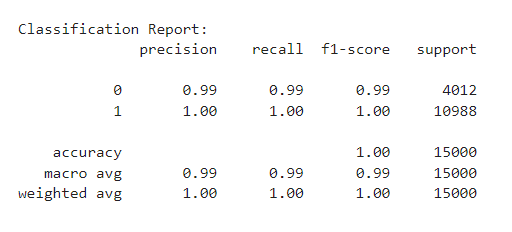 Classification Report:
precision recall f1-score support
0 0.99 0.99 0.99 4012
1 1.00 1.00 1.00 10988
accuracy 1.00 15000
macro avg 0.99 0.99 0.99 15000
weighted avg 1.00 1.00 1.00 15000